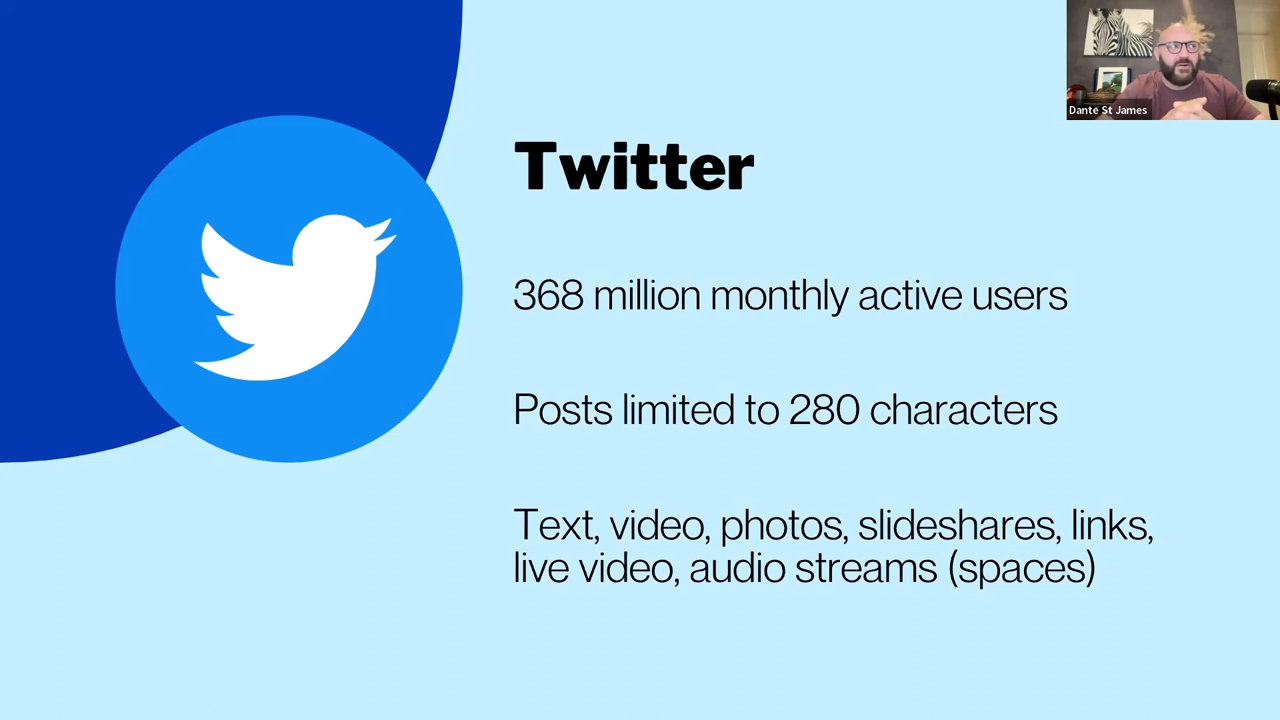 Dante St James
Twitter
368 million monthly active users
Posts limited to 280 characters
Text, video, photos, slideshares, links,
live video, audio streams (spaces)